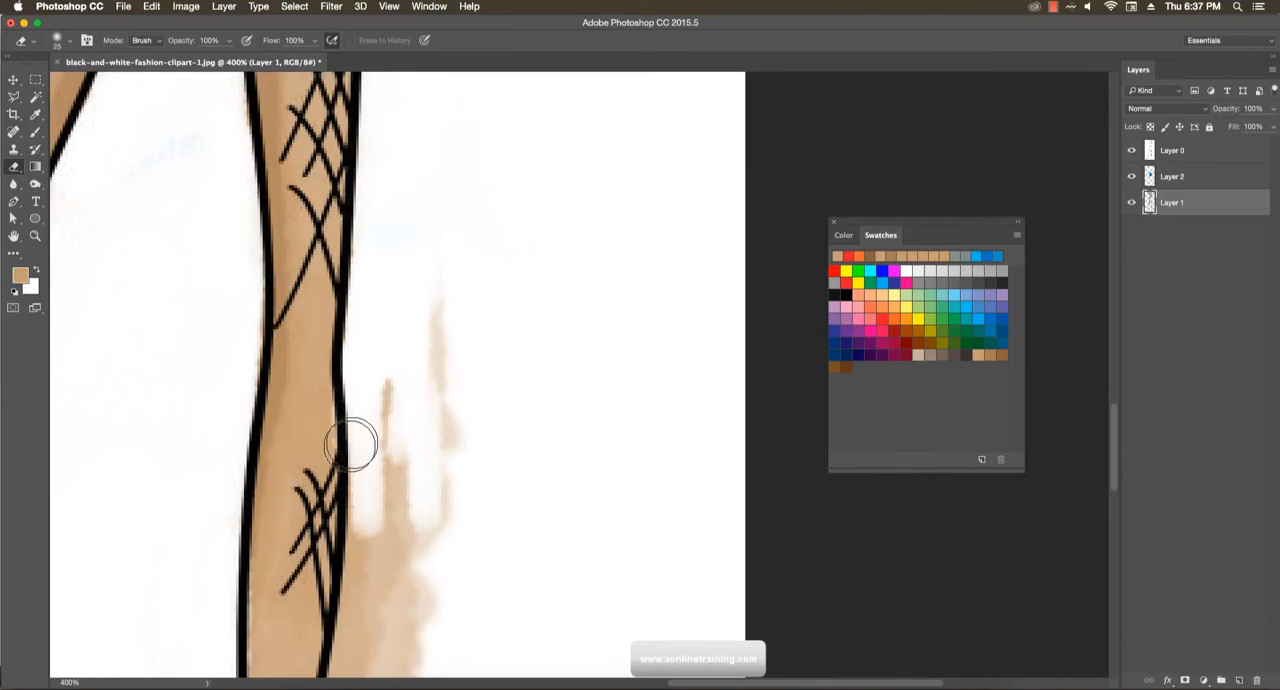 Photoshop CC File Edit Image Layer Type Select Filter 3D View Window Help Thu 6:37 PM
Adobe Photoshop CC 2015.5
25 Mode: Brush Opacity: 100% Flow: 100% Erase to History Essentials
black-and-white-fashion-clipart-1.jpg @ 400% (Layer 1, RGB/8#) *
Layers
Kind
Normal Opacity: 100%
Lock: Fill: 100%
Layer 0
Layer 2
Layer 1
Color Swatches
www.aonlinetraining.com
400%